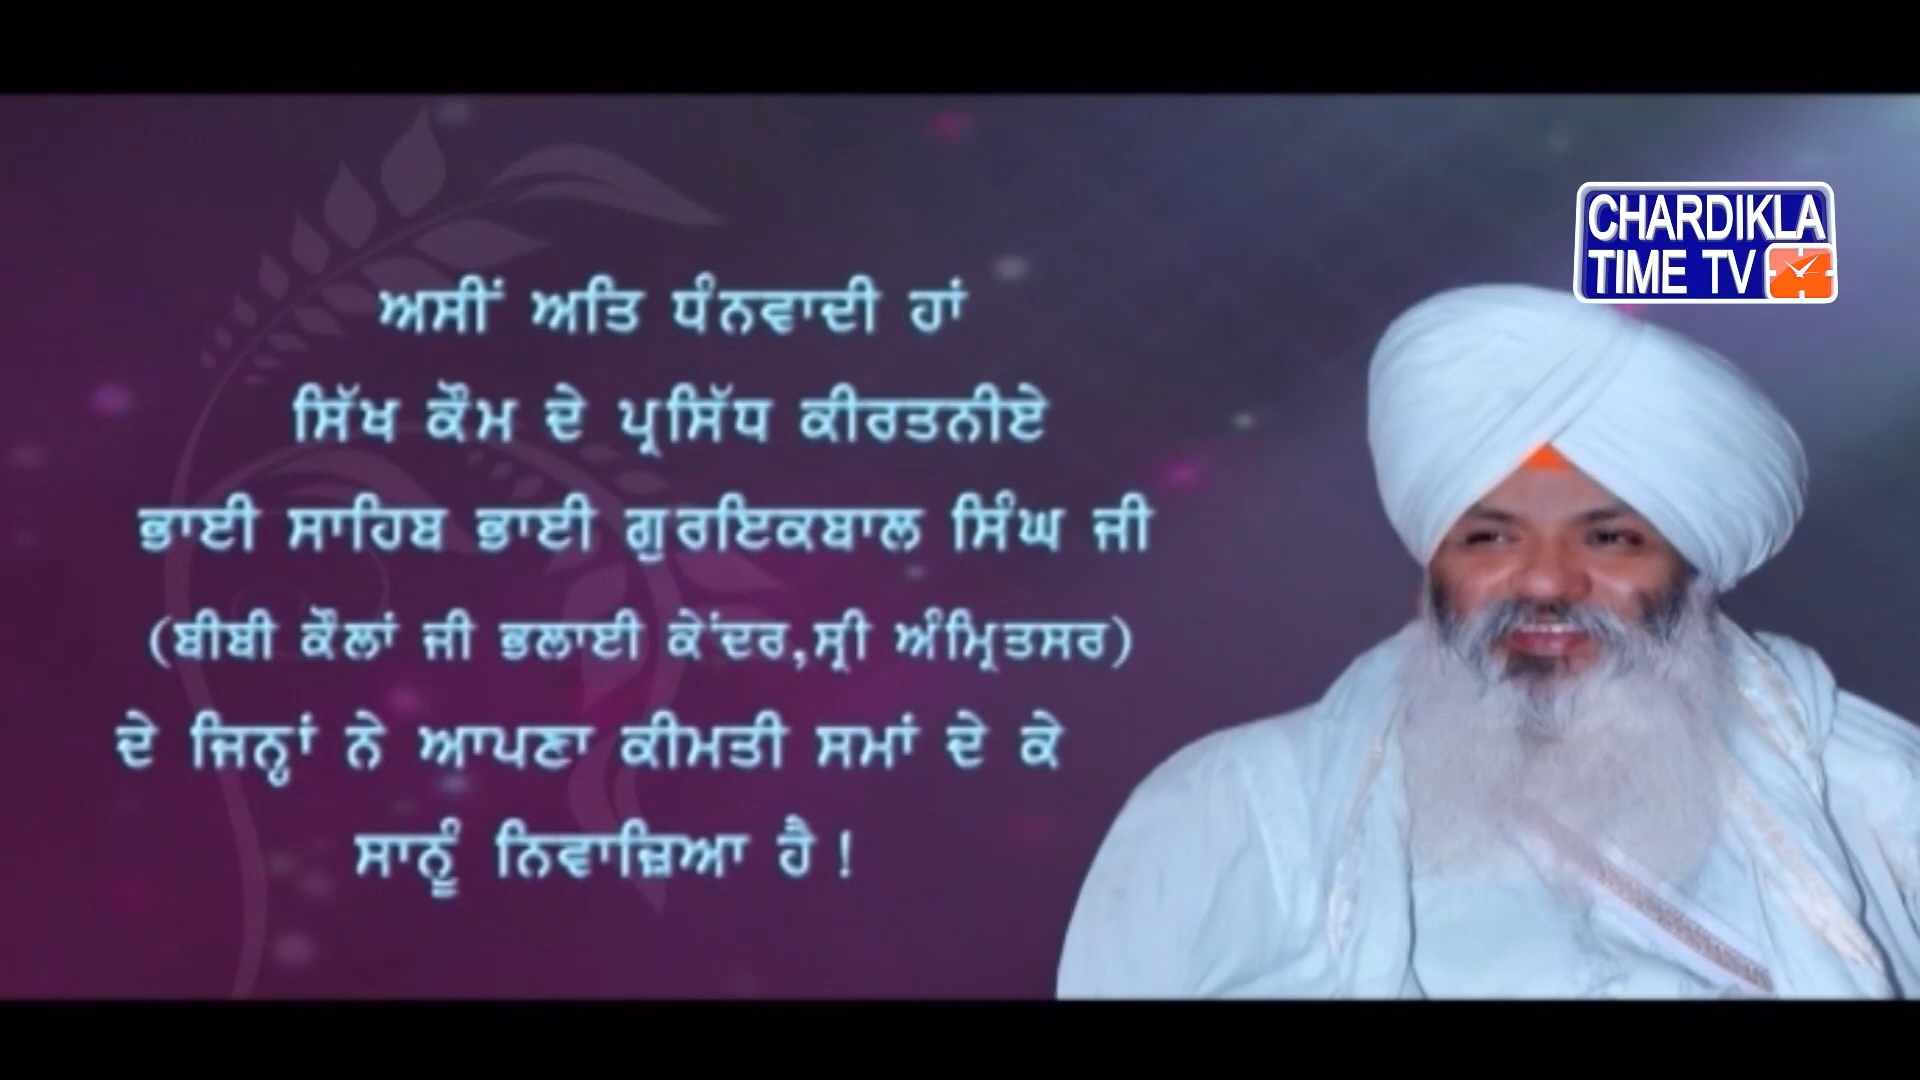 CHARDIKLA
TIME TV
ਅਸੀਂ ਅਤਿ ਧੰਨਵਾਦੀ ਹਾਂ
ਸਿੱਖ ਕੌਮ ਦੇ ਪ੍ਰਸਿੱਧ ਕੀਰਤਨੀਏ
ਭਾਈ ਸਾਹਿਬ ਭਾਈ ਗੁਰਇਕਬਾਲ ਸਿੰਘ ਜੀ
(ਬੀਬੀ ਕੌਲਾਂ ਜੀ ਭਲਾਈ ਕੇਂਦਰ,ਸ੍ਰੀ ਅੰਮ੍ਰਿਤਸਰ)
ਦੇ ਜਿਨ੍ਹਾਂ ਨੇ ਆਪਣਾ ਕੀਮਤੀ ਸਮਾਂ ਦੇ ਕੇ
ਸਾਨੂੰ ਨਿਵਾਜ਼ਿਆ ਹੈ !